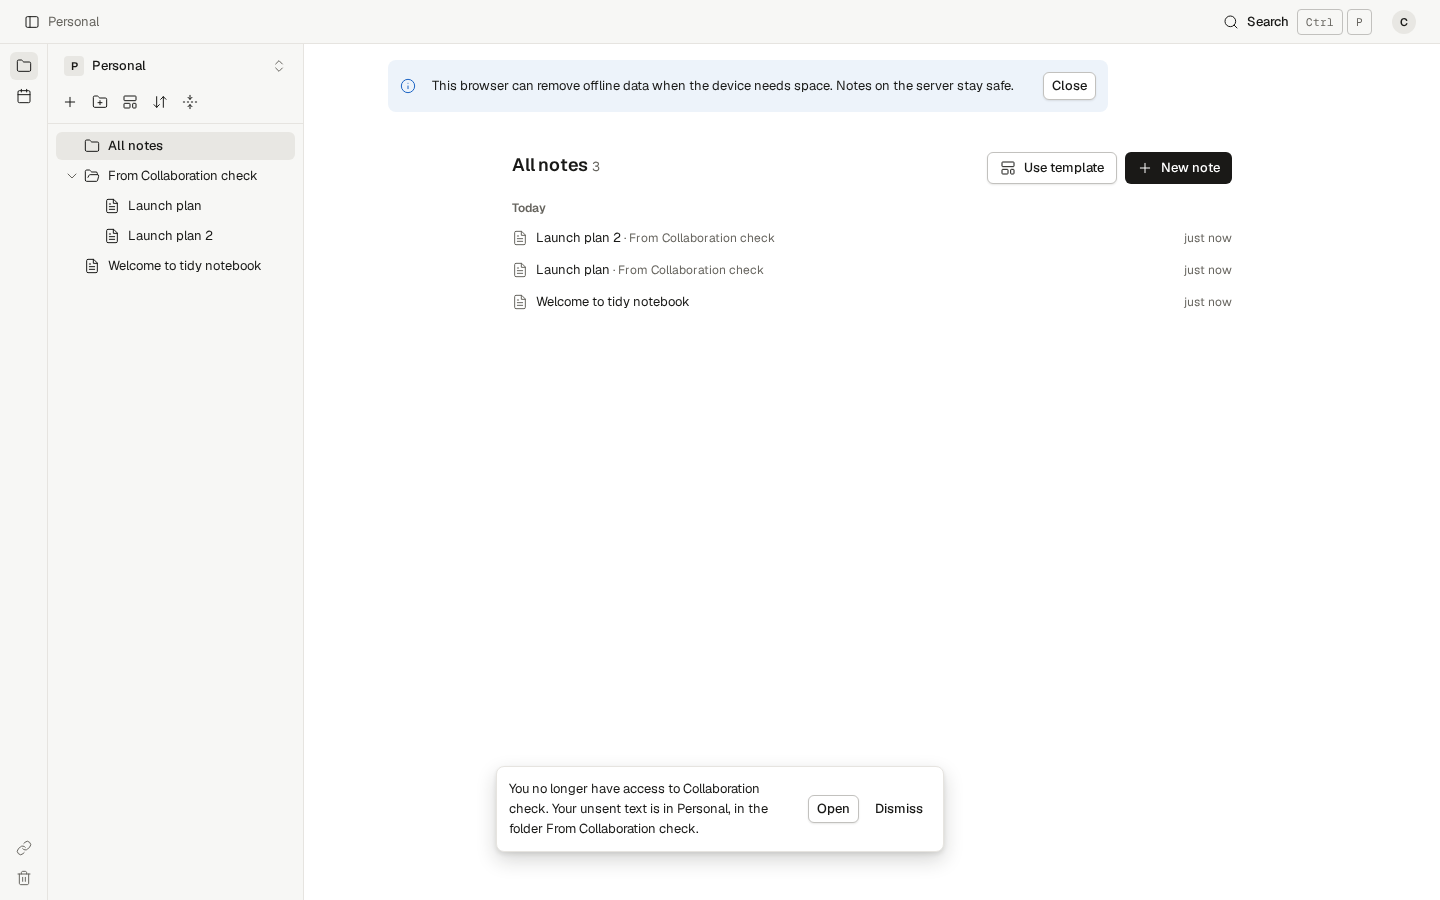 Personal
Search Ctrl P C
P Personal
All notes
From Collaboration check
Launch plan
Launch plan 2
Welcome to tidy notebook
This browser can remove offline data when the device needs space. Notes on the server stay safe. Close
All notes 3
Use template
New note
Today
Launch plan 2 · From Collaboration check just now
Launch plan · From Collaboration check just now
Welcome to tidy notebook just now
You no longer have access to Collaboration
check. Your unsent text is in Personal, in the
folder From Collaboration check.
Open Dismiss